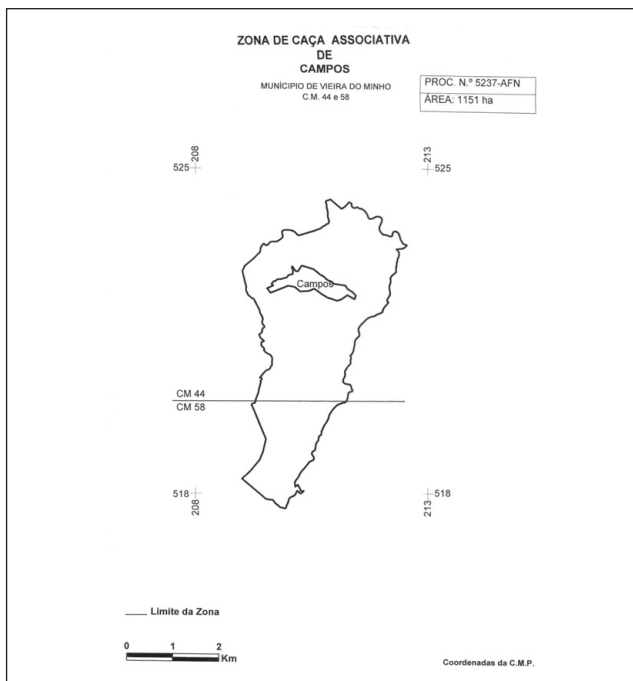 ZONA DE CAÇA ASSOCIATIVA
DE
CAMPOS
MUNÍCIPIO DE VIEIRA DO MINHO
C.M. 44 e 58
PROC. N.º 5237-AFN
ÁREA: 1151 ha
208
213
525
525
Campos
CM 44
CM 58
518
518
208
213
Limite da Zona
0 1 2
Km
Coordenadas da C.M.P.